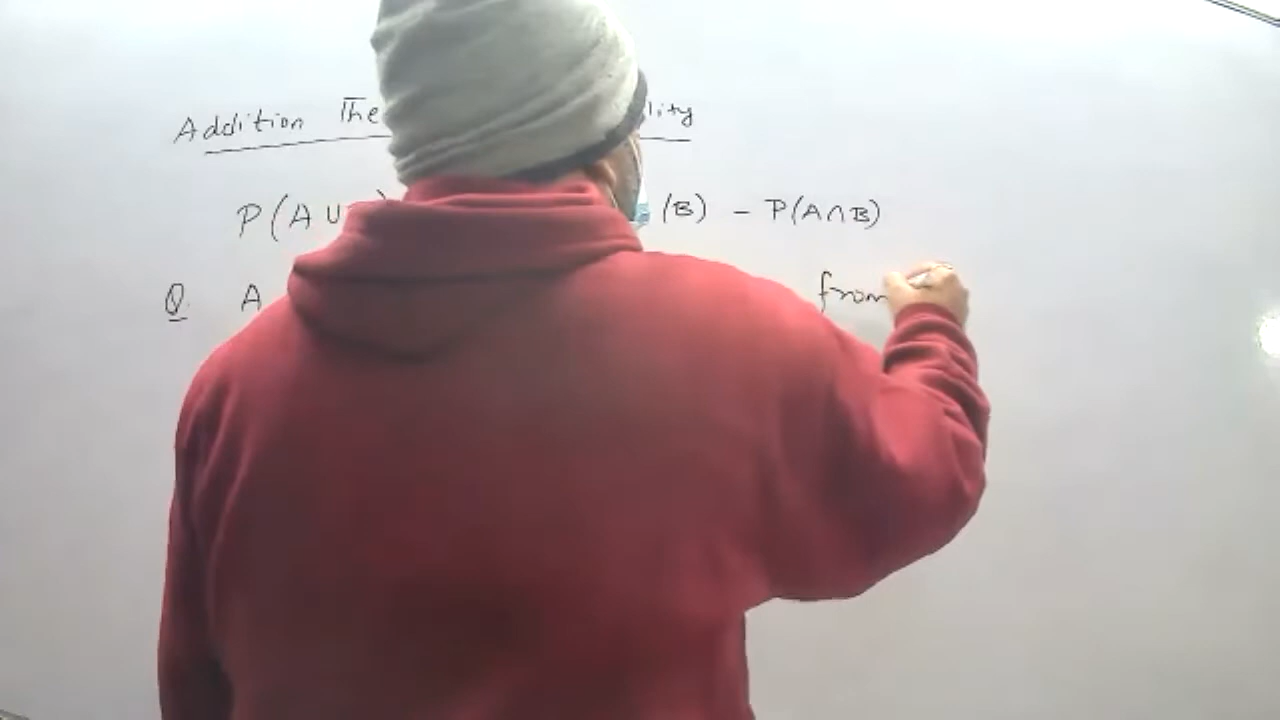 Addition The lity
P(A U (B) - P(A∩B)
Q. A from